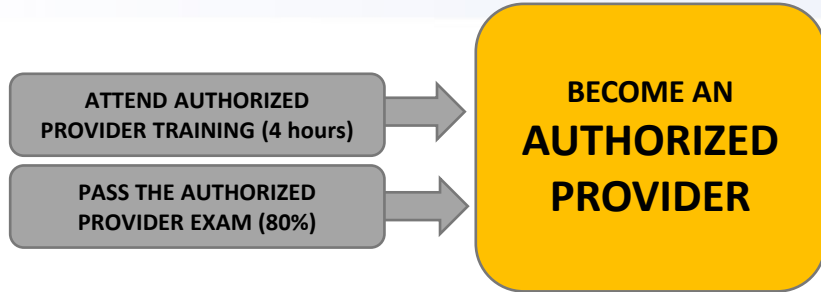 ATTEND AUTHORIZED
PROVIDER TRAINING (4 hours)
PASS THE AUTHORIZED
PROVIDER EXAM (80%)
BECOME AN
AUTHORIZED
PROVIDER